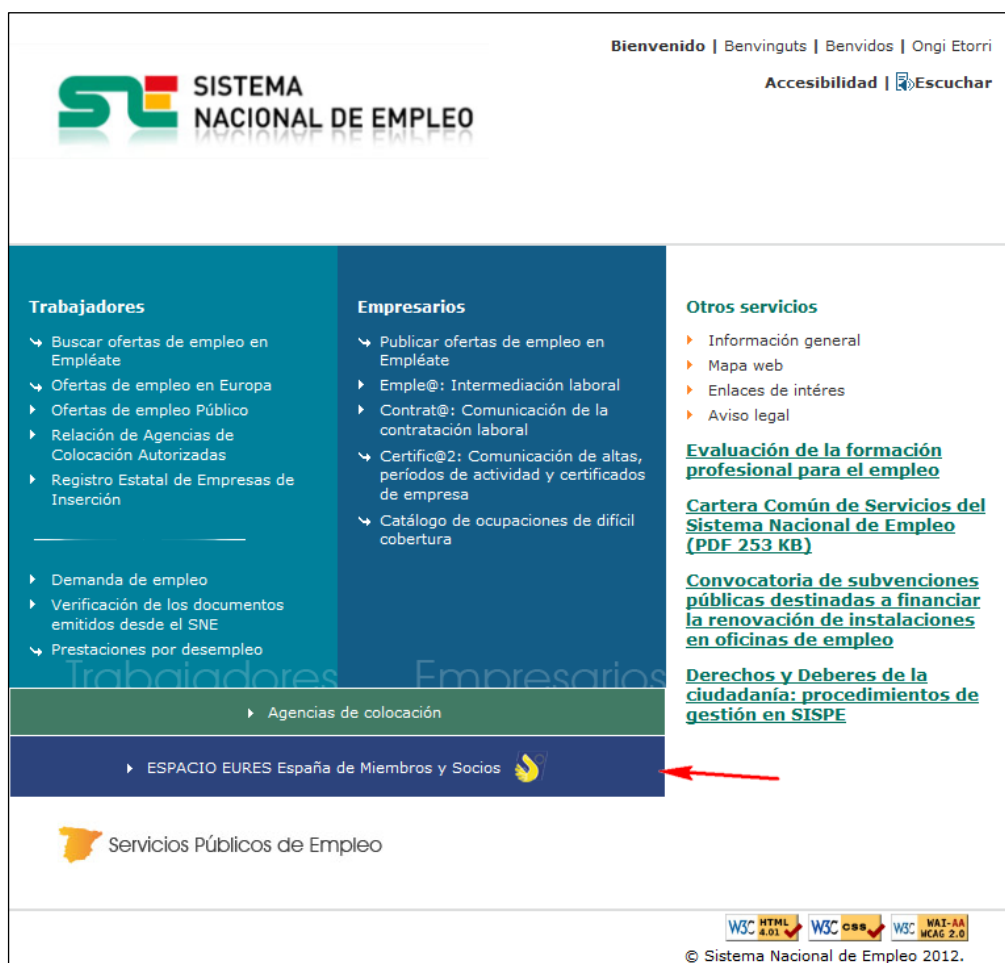 Bienvenido | Benvinguts | Benvidos | Ongi Etorri
Accesibilidad | Escuchar
SISTEMA
NACIONAL DE EMPLEO
Trabajadores
Buscar ofertas de empleo en
Empléate
Ofertas de empleo en Europa
Ofertas de empleo Público
Relación de Agencias de
Colocación Autorizadas
Registro Estatal de Empresas de
Inserción
Demanda de empleo
Verificación de los documentos
emitidos desde el SNE
Prestaciones por desempleo
Trabajadores
Empresarios
Publicar ofertas de empleo en
Empléate
Emple@: Intermediación laboral
Contrat@: Comunicación de la
contratación laboral
Certific@2: Comunicación de altas,
períodos de actividad y certificados
de empresa
Catálogo de ocupaciones de difícil
cobertura
Empresarios
Otros servicios
Información general
Mapa web
Enlaces de intéres
Aviso legal
Evaluación de la formación
profesional para el empleo
Cartera Común de Servicios del
Sistema Nacional de Empleo
(PDF 253 KB)
Convocatoria de subvenciones
públicas destinadas a financiar
la renovación de instalaciones
en oficinas de empleo
Derechos y Deberes de la
ciudadanía: procedimientos de
gestión en SISPE
Agencias de colocación
ESPACIO EURES España de Miembros y Socios
Servicios Públicos de Empleo
W3C HTML 4.01 W3C css W3C WAI-AA WCAG 2.0
© Sistema Nacional de Empleo 2012.